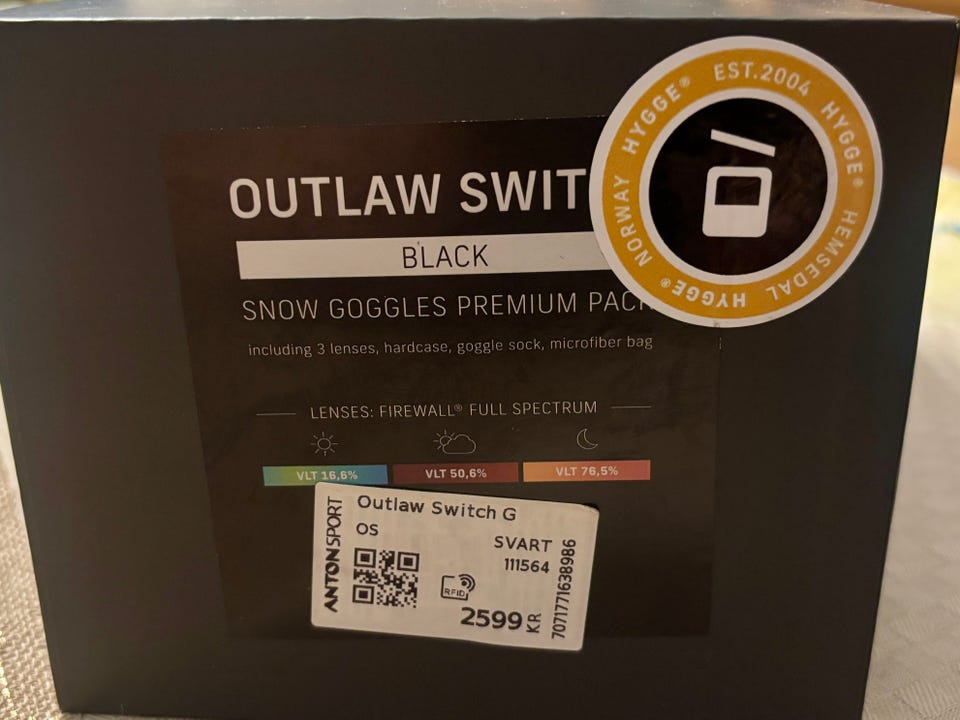 OUTLAW SWIT
BLACK
SNOW GOGGLES PREMIUM PACK
including 3 lenses, hardcase, goggle sock, microfiber bag
LENSES: FIREWALL® FULL SPECTRUM
VLT 16,6% VLT 50,6% VLT 76,5%
HYGGE® EST.2004 HYGGE® HEMSEDAL HYGGE® NORWAY
ANTONSPORT
Outlaw Switch G
OS
SVART
111564
RFID
2599 KR
7071771638986